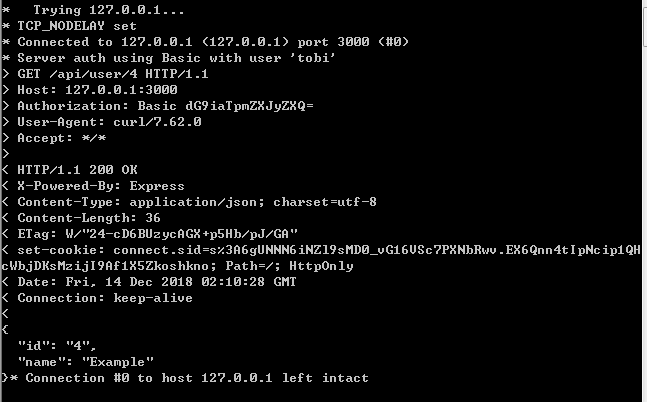 *   Trying 127.0.0.1...
* TCP_NODELAY set
* Connected to 127.0.0.1 (127.0.0.1) port 3000 (#0)
* Server auth using Basic with user 'tobi'
> GET /api/user/4 HTTP/1.1
> Host: 127.0.0.1:3000
> Authorization: Basic dG9iaTpmZXJyZXQ=
> User-Agent: curl/7.62.0
> Accept: */*
>
< HTTP/1.1 200 OK
< X-Powered-By: Express
< Content-Type: application/json; charset=utf-8
< Content-Length: 36
< ETag: W/"24-cD6BUzycAGX+p5Hb/pJ/GA"
< set-cookie: connect.sid=s%3A6gUNNN6iNZl9sMD0_vG16VSc7PXNbRwv.EX6Qnn4tIpNcip1QH
cWbjDKsMzijI9Af1X5Zkoshkno; Path=/; HttpOnly
< Date: Fri, 14 Dec 2018 02:10:28 GMT
< Connection: keep-alive
<
{
  "id": "4",
  "name": "Example"
}* Connection #0 to host 127.0.0.1 left intact